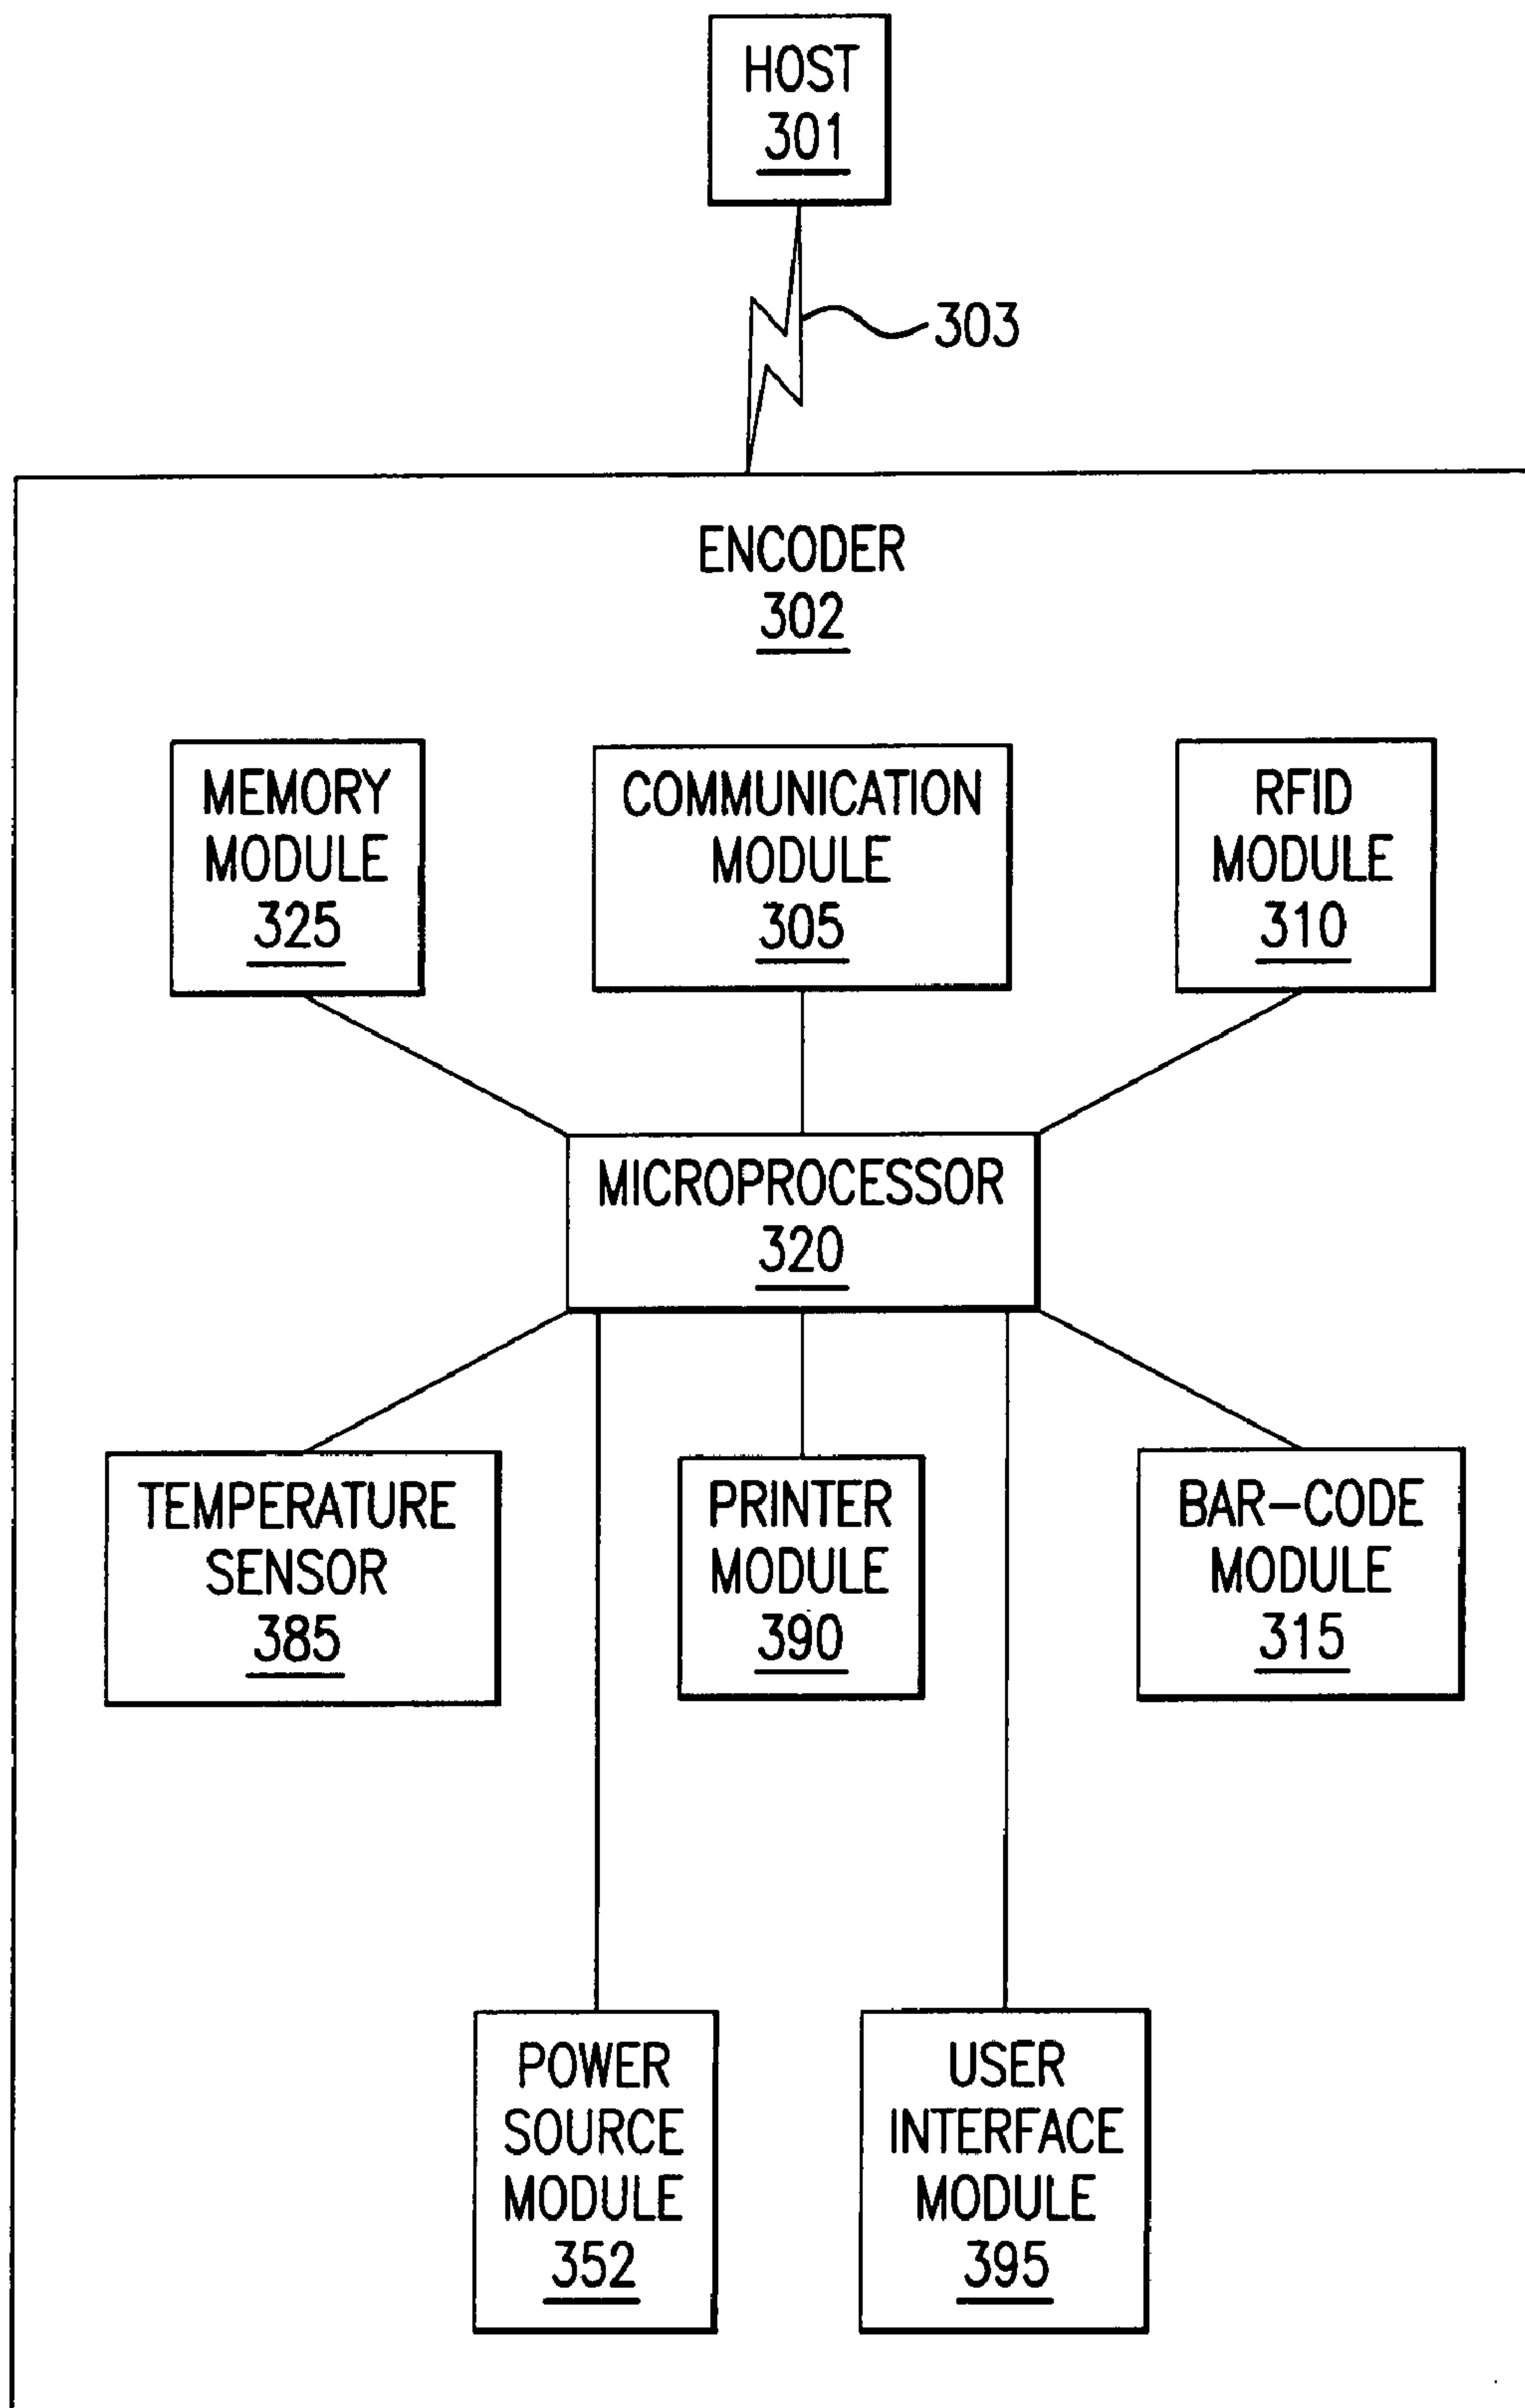 HOST
301
303
ENCODER
302
MEMORY
MODULE
325
COMMUNICATION
MODULE
305
RFID
MODULE
310
MICROPROCESSOR
320
TEMPERATURE
SENSOR
385
PRINTER
MODULE
390
BAR-CODE
MODULE
315
POWER
SOURCE
MODULE
352
USER
INTERFACE
MODULE
395